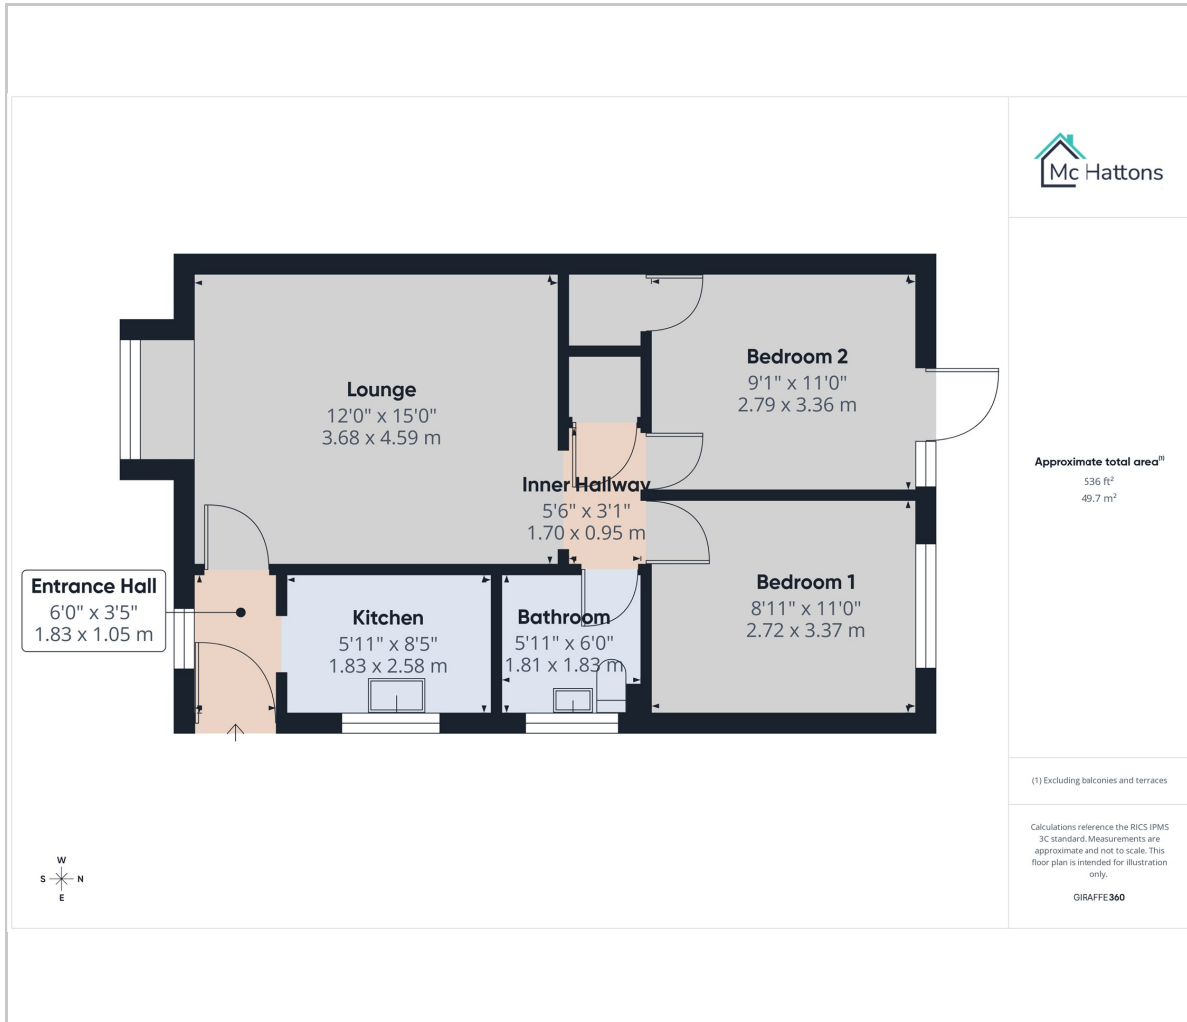 Mc Hattons
Lounge
12'0" x 15'0"
3.68 x 4.59 m
Bedroom 2
9'1" x 11'0"
2.79 x 3.36 m
Inner Hallway
5'6" x 3'1"
1.70 x 0.95 m
Entrance Hall
6'0" x 3'5"
1.83 x 1.05 m
Kitchen
5'11" x 8'5"
1.83 x 2.58 m
Bathroom
5'11" x 6'0"
1.81 x 1.83 m
Bedroom 1
8'11" x 11'0"
2.72 x 3.37 m
Approximate total area(1)
536 ft²
49.7 m²
(1) Excluding balconies and terraces
Calculations reference the RICS IPMS
3C standard. Measurements are
approximate and not to scale. This
floor plan is intended for illustration
only.
GIRAFFE360
W
S N
E